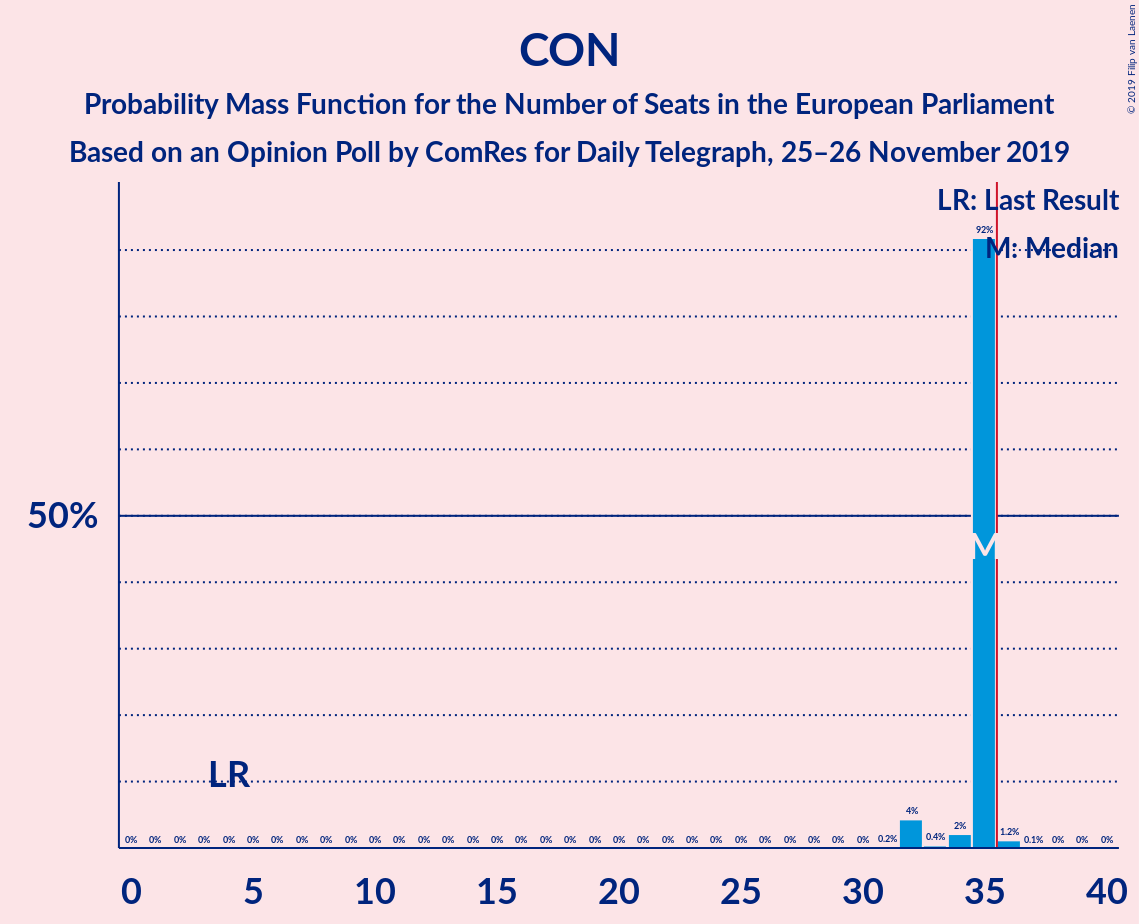 CON
Probability Mass Function for the Number of Seats in the European Parliament
Based on an Opinion Poll by ComRes for Daily Telegraph, 25–26 November 2019
© 2019 Filip van Laenen
LR: Last Result
92%
M: Median
50%
M
LR
0% 0% 0% 0% 0% 0% 0% 0% 0% 0% 0% 0% 0% 0% 0% 0% 0% 0% 0% 0% 0% 0% 0% 0% 0% 0% 0% 0% 0% 0% 0% 0.2% 4% 0.4% 2% 1.2% 0.1% 0% 0% 0%
0 5 10 15 20 25 30 35 40